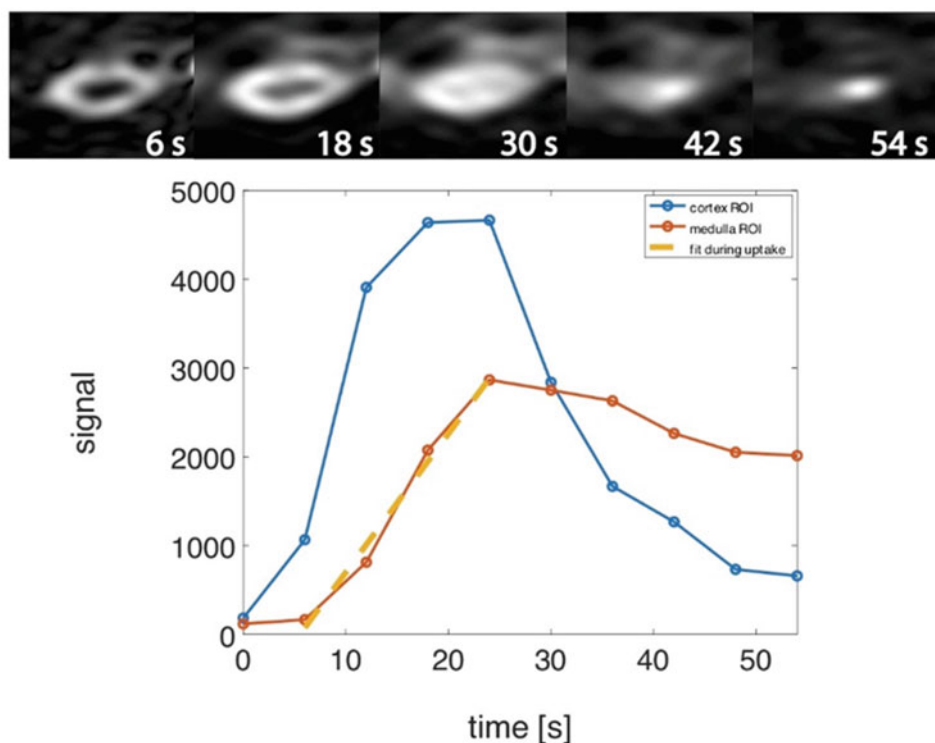 6 s
18 s
30 s
42 s
54 s
5000
4000
3000
2000
1000
0
signal
cortex ROI
medulla ROI
fit during uptake
0 10 20 30 40 50
time [s]